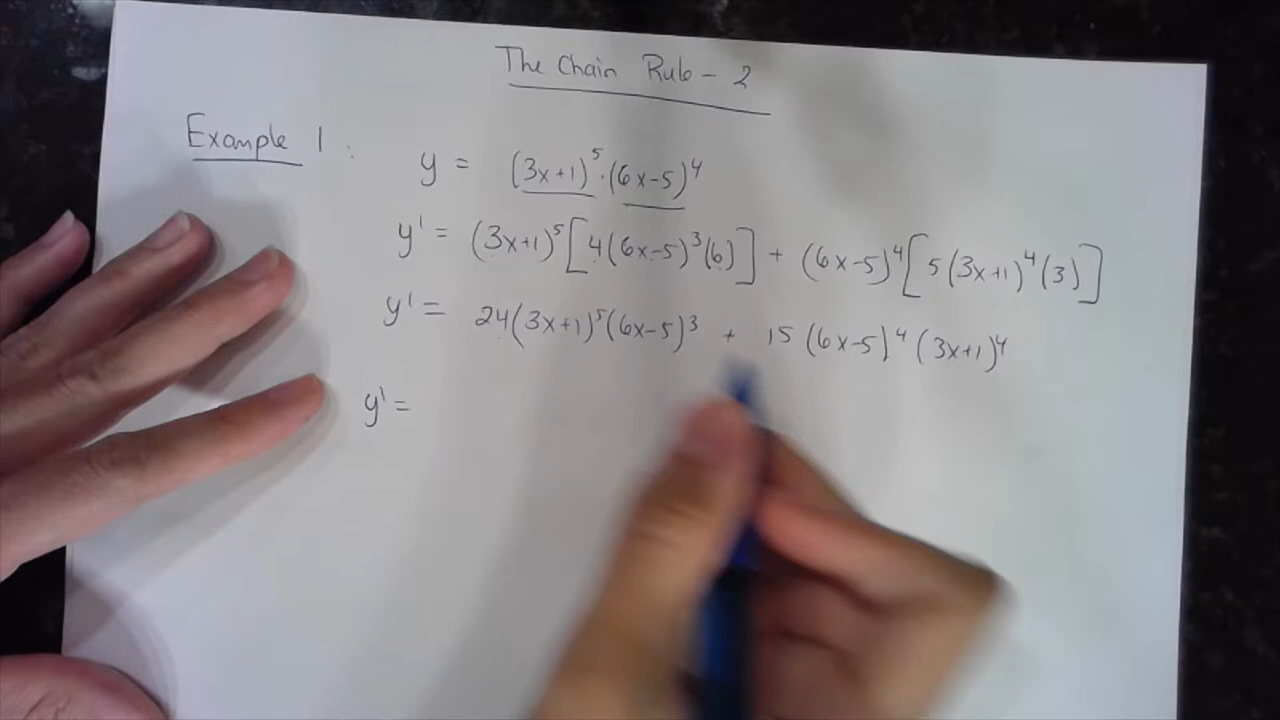 The Chain Rule - 2
Example 1:
y = (3x+1)⁵·(6x-5)⁴
y' = (3x+1)⁵[4(6x-5)³(6)] + (6x-5)⁴[5(3x+1)⁴(3)]
y' = 24(3x+1)⁵(6x-5)³ + 15(6x-5)⁴(3x+1)⁴
y' =